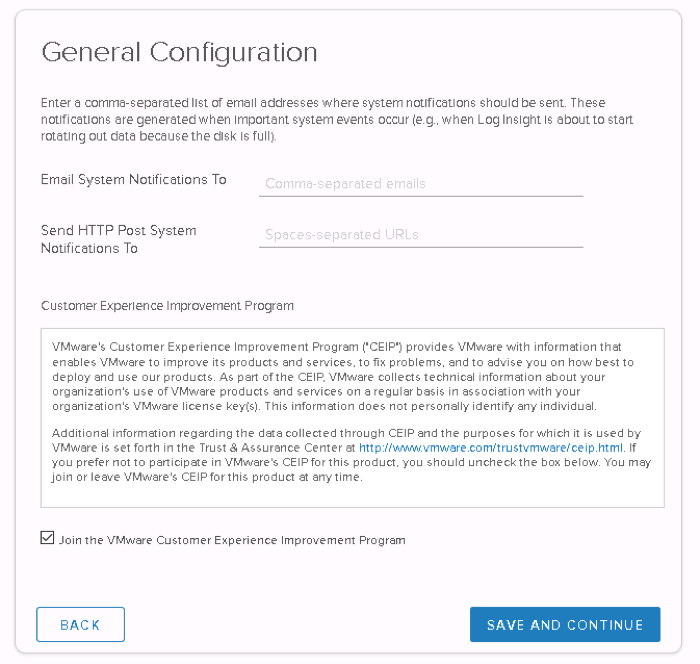 General Configuration
Enter a comma-separated list of email addresses where system notifications should be sent. These
notifications are generated when important system events occur (e.g., when Log Insight is about to start
rotating out data because the disk is full).
Email System Notifications To
Comma-separated emails
Send HTTP Post System
Notifications To
Spaces-separated URLs
Customer Experience Improvement Program
VMware's Customer Experience Improvement Program ("CEIP") provides VMware with information that
enables VMware to improve its products and services, to fix problems, and to advise you on how best to
deploy and use our products. As part of the CEIP, VMware collects technical information about your
organization's use of VMware products and services on a regular basis in association with your
organization's VMware license key(s). This information does not personally identify any individual.
Additional information regarding the data collected through CEIP and the purposes for which it is used by
VMware is set forth in the Trust & Assurance Center at http://www.vmware.com/trustvmware/ceip.html. If
you prefer not to participate in VMware's CEIP for this product, you should uncheck the box below. You may
join or leave VMware's CEIP for this product at any time.
Join the VMware Customer Experience Improvement Program
BACK
SAVE AND CONTINUE